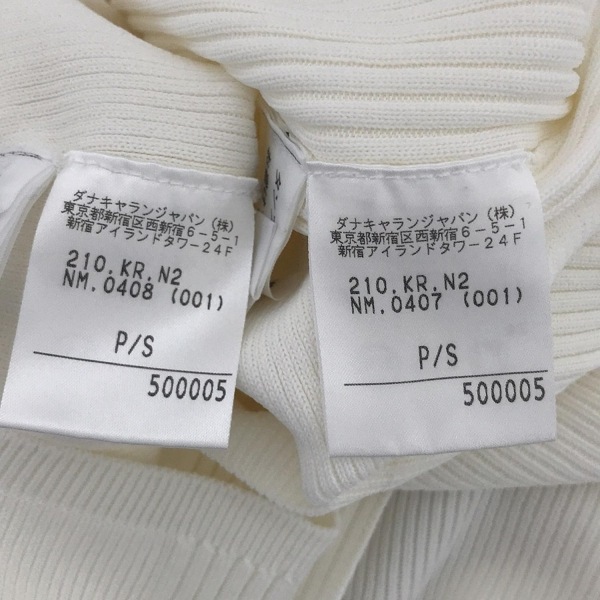 ダナキャランジャパン (株)
東京都新宿区西新宿6-5-1
新宿アイランドタワー24F
210.KR.N2
NM.0408 (001)
P/S
500005
ダナキャランジャパン (株)
東京都新宿区西新宿6-5-1
新宿アイランドタワー24F
210.KR.N2
NM.0407 (001)
P/S
500005